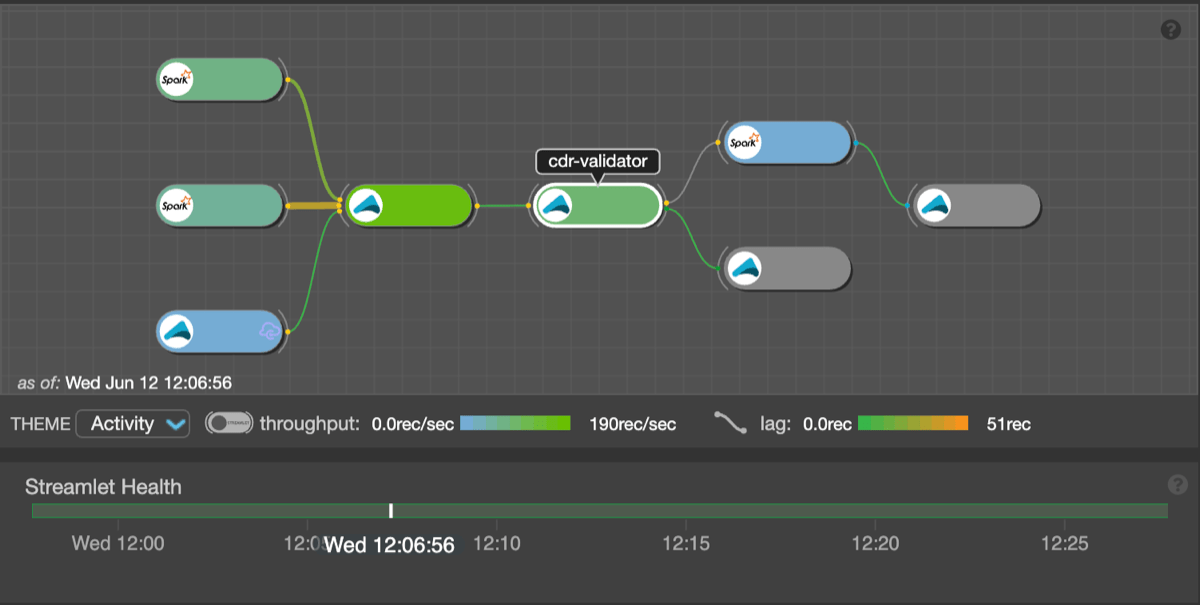 ?
Spark
cdr-validator
Spark
Spark
as of: Wed Jun 12 12:06:56
THEME Activity throughput: 0.0rec/sec 190rec/sec lag: 0.0rec 51rec
Streamlet Health ?
Wed 12:00 Wed 12:06:56 12:10 12:15 12:20 12:25